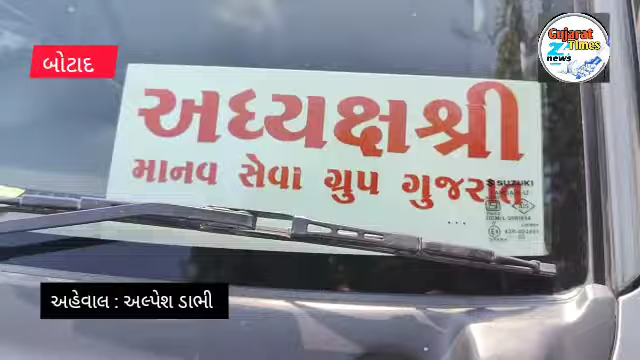 Gujarat
Times
news
બોટાદ
અધ્યક્ષશ્રી
માનવ સેવા ગ્રુપ ગુજરાત
SUZUKI
અહેવાલ : અલ્પેશ ડાભી